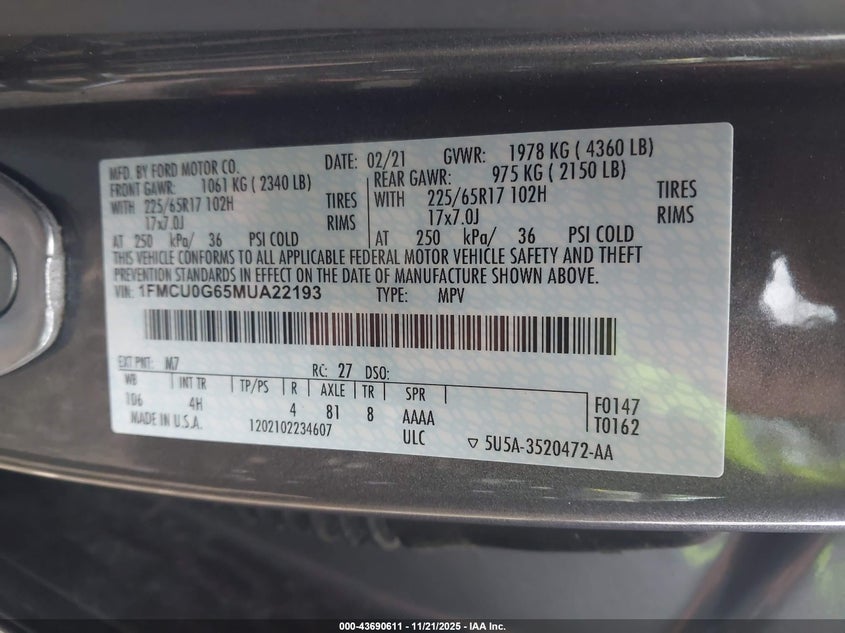 MFD. BY FORD MOTOR CO. DATE: 02/21 GVWR: 1978 KG ( 4360 LB)
FRONT GAWR: 1061 KG ( 2340 LB) REAR GAWR: 975 KG ( 2150 LB)
WITH 225/65R17 102H TIRES WITH 225/65R17 102H TIRES
17x7.0J RIMS 17x7.0J RIMS
AT 250 kPa/ 36 PSI COLD AT 250 kPa/ 36 PSI COLD
THIS VEHICLE CONFORMS TO ALL APPLICABLE FEDERAL MOTOR VEHICLE SAFETY AND THEFT
PREVENTION STANDARDS IN EFFECT ON THE DATE OF MANUFACTURE SHOWN ABOVE.
VIN: 1FMCU0G65MUA22193 TYPE: MPV
EXT PNT: M7 RC: 27 DSO:
WB INT TR TP/PS R AXLE TR SPR
106 4H 4 81 8 AAAA F0147
MADE IN U.S.A. 1202102234607 ULC T0162
▽ 5U5A-3520472-AA
000-43690611 - 11/21/2025 - IAA Inc.